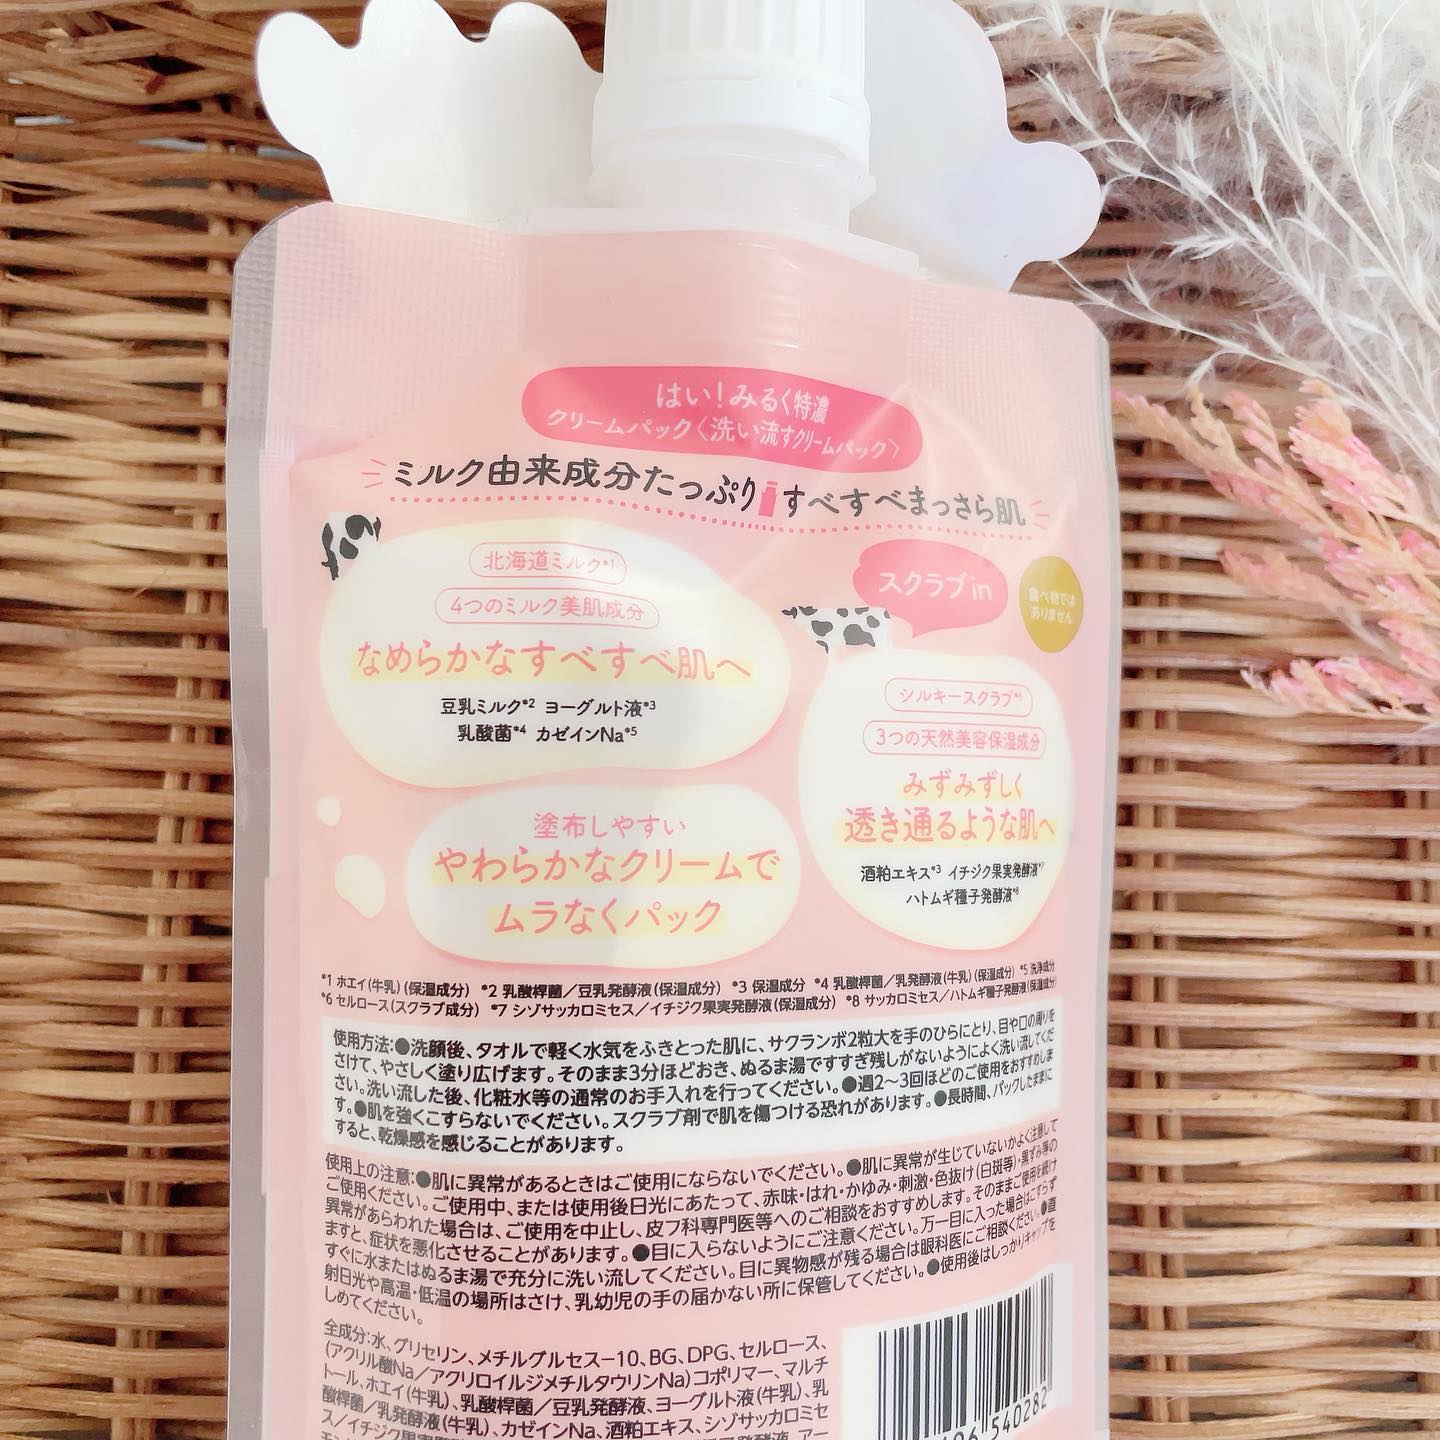 はい！みるく特濃
クリームパック〈洗い流すクリームパック〉
ミルク由来成分たっぷり すべすべまっさら肌
北海道ミルク*1
4つのミルク美肌成分
なめらかなすべすべ肌へ
豆乳ミルク*2 ヨーグルト液*3
乳酸菌*4 カゼインNa*5
スクラブin
食べ物では
ありません
シルキースクラブ*6
3つの天然美容保湿成分
みずみずしく
透き通るような肌へ
酒粕エキス*3 イチジク果実発酵液*7
ハトムギ種子発酵液*8
塗布しやすい
やわらかなクリームで
ムラなくパック
*1 ホエイ(牛乳)(保湿成分) *2 乳酸桿菌／豆乳発酵液(保湿成分) *3 保湿成分 *4 乳酸桿菌／乳発酵液(牛乳)(保湿成分) *5 洗浄成分
*6 セルロース(スクラブ成分) *7 シゾサッカロミセス／イチジク果実発酵液(保湿成分) *8 サッカロミセス／ハトムギ種子発酵液(保湿成分)
使用方法:●洗顔後、タオルで軽く水気をふきとった肌に、サクランボ2粒大を手のひらにとり、目や口の周りを
さけて、やさしく塗り広げます。そのまま3分ほどおき、ぬるま湯ですすぎ残しがないようによく洗い流してくだ
さい。洗い流した後、化粧水等の通常のお手入れを行ってください。●週2〜3回ほどのご使用をおすすめしま
す。●肌を強くこすらないでください。スクラブ剤で肌を傷つける恐れがあります。●長時間、パックしたままに
すると、乾燥感を感じることがあります。
使用上の注意:●肌に異常があるときはご使用にならないでください。●肌に異常が生じていないかよく注意して
ご使用ください。ご使用中、または使用後日光にあたって、赤味・はれ・かゆみ・刺激・色抜け(白斑等)・黒ずみ等の
異常があらわれた場合は、ご使用を中止し、皮フ科専門医等へのご相談をおすすめします。そのままご使用を続け
ますと、症状を悪化させることがあります。●目に入らないようにご注意ください。万一目に入った場合はこすらず
すぐに水またはぬるま湯で充分に洗い流してください。目に異物感が残る場合は眼科医にご相談ください。●直
射日光や高温・低温の場所はさけ、乳幼児の手の届かない所に保管してください。●使用後はしっかりキャップを
しめてください。
全成分:水、グリセリン、メチルグルセス-10、BG、DPG、セルロース、
(アクリル酸Na／アクリロイルジメチルタウリンNa)コポリマー、マルチ
トール、ホエイ(牛乳)、乳酸桿菌／豆乳発酵液、ヨーグルト液(牛乳)、乳
酸桿菌／乳発酵液(牛乳)、カゼインNa、酒粕エキス、シゾサッカロミセ
ス／イチジク果実発酵
540282